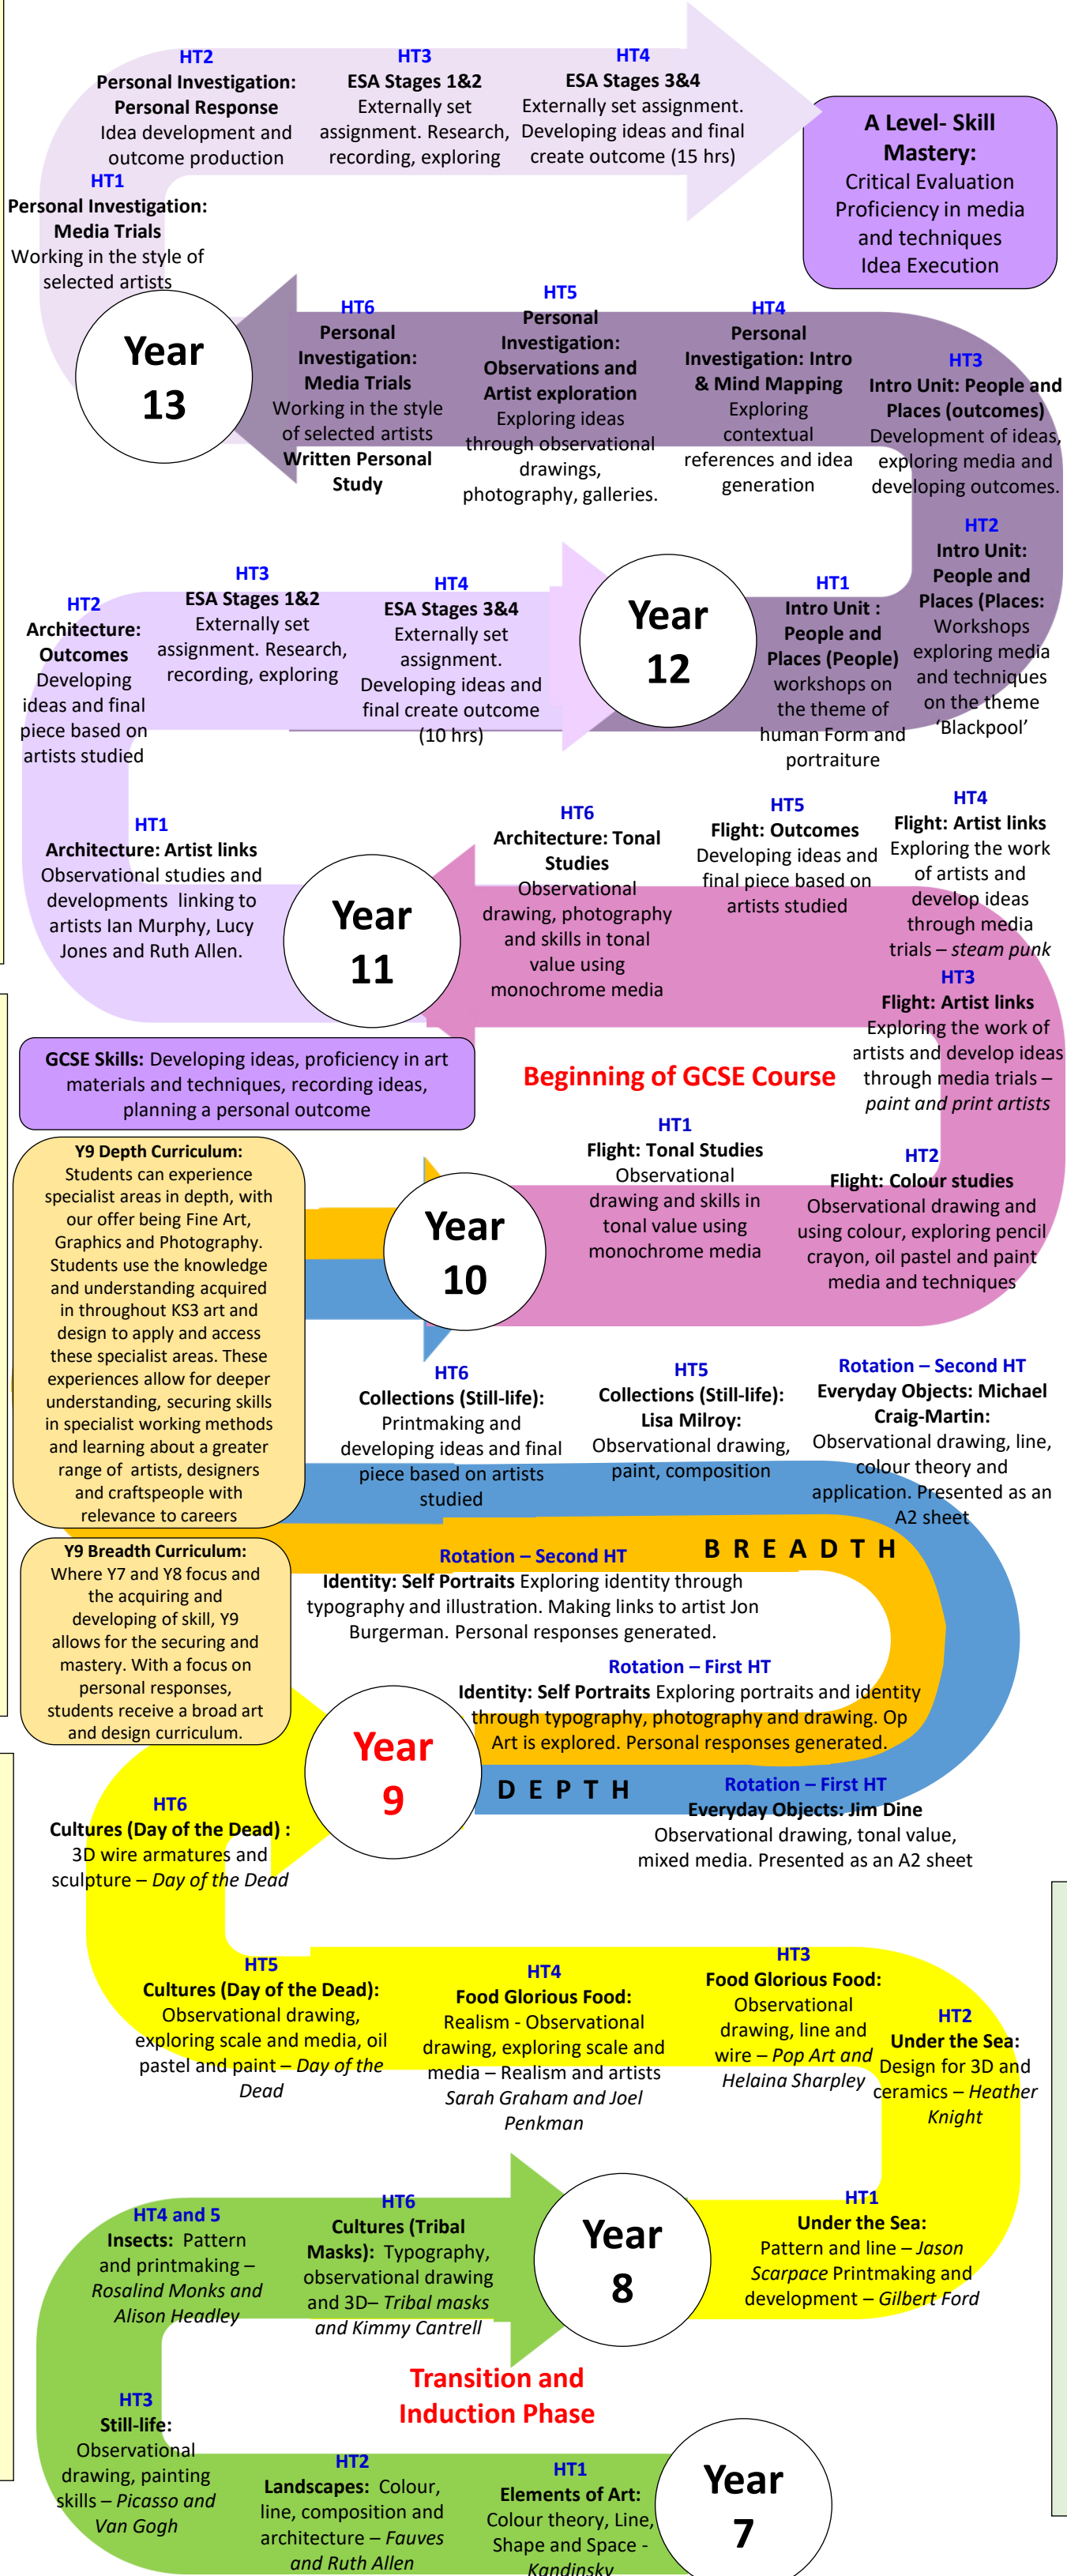 HT2
Personal Investigation:
Personal Response
Idea development and
outcome production
HT3
ESA Stages 1&2
Externally set
assignment. Research,
recording, exploring
HT4
ESA Stages 3&4
Externally set assignment.
Developing ideas and final
create outcome (15 hrs)
A Level- Skill
Mastery:
Critical Evaluation
Proficiency in media
and techniques
Idea Execution
HT1
Personal Investigation:
Media Trials
Working in the style of
selected artists
Year
13
HT6
Personal
Investigation:
Media Trials
Working in the style
of selected artists
Written Personal
Study
HT5
Personal
Investigation:
Observations and
Artist exploration
Exploring ideas
through observational
drawings,
photography, galleries.
HT4
Personal
Investigation: Intro
& Mind Mapping
Exploring
contextual
references and idea
generation
HT3
Intro Unit: People and
Places (outcomes)
Development of ideas,
exploring media and
developing outcomes.
HT2
Intro Unit:
People and
Places (Places:
Workshops
exploring media
and techniques
on the theme
‘Blackpool’
HT1
Intro Unit :
People and
Places (People)
workshops on
the theme of
human Form and
portraiture
Year
12
HT4
ESA Stages 3&4
Externally set
assignment.
Developing ideas and
final create outcome
(10 hrs)
HT3
ESA Stages 1&2
Externally set
assignment. Research,
recording, exploring
HT2
Architecture:
Outcomes
Developing
ideas and final
piece based on
artists studied
HT1
Architecture: Artist links
Observational studies and
developments linking to
artists Ian Murphy, Lucy
Jones and Ruth Allen.
Year
11
HT6
Architecture: Tonal
Studies
Observational
drawing, photography
and skills in tonal
value using
monochrome media
HT5
Flight: Outcomes
Developing ideas and
final piece based on
artists studied
HT4
Flight: Artist links
Exploring the work
of artists and
develop ideas
through media
trials – steam punk
HT3
Flight: Artist links
Exploring the work of
artists and develop ideas
through media trials –
paint and print artists
GCSE Skills: Developing ideas, proficiency in art
materials and techniques, recording ideas,
planning a personal outcome
Beginning of GCSE Course
HT1
Flight: Tonal Studies
Observational
drawing and skills in
tonal value using
monochrome media
HT2
Flight: Colour studies
Observational drawing and
using colour, exploring pencil
crayon, oil pastel and paint
media and techniques
Year
10
Y9 Depth Curriculum:
Students can experience
specialist areas in depth, with
our offer being Fine Art,
Graphics and Photography.
Students use the knowledge
and understanding acquired
in throughout KS3 art and
design to apply and access
these specialist areas. These
experiences allow for deeper
understanding, securing skills
in specialist working methods
and learning about a greater
range of artists, designers
and craftspeople with
relevance to careers
HT6
Collections (Still-life):
Printmaking and
developing ideas and final
piece based on artists
studied
HT5
Collections (Still-life):
Lisa Milroy:
Observational drawing,
paint, composition
Rotation – Second HT
Everyday Objects: Michael
Craig-Martin:
Observational drawing, line,
colour theory and
application. Presented as an
A2 sheet
BREADTH
Y9 Breadth Curriculum:
Where Y7 and Y8 focus and
the acquiring and
developing of skill, Y9
allows for the securing and
mastery. With a focus on
personal responses,
students receive a broad art
and design curriculum.
Rotation – Second HT
Identity: Self Portraits Exploring identity through
typography and illustration. Making links to artist Jon
Burgerman. Personal responses generated.
Rotation – First HT
Identity: Self Portraits Exploring portraits and identity
through typography, photography and drawing. Op
Art is explored. Personal responses generated.
Year
9
DEPTH
Rotation – First HT
Everyday Objects: Jim Dine
Observational drawing, tonal value,
mixed media. Presented as an A2 sheet
HT6
Cultures (Day of the Dead) :
3D wire armatures and
sculpture – Day of the Dead
HT5
Cultures (Day of the Dead):
Observational drawing,
exploring scale and media, oil
pastel and paint – Day of the
Dead
HT4
Food Glorious Food:
Realism - Observational
drawing, exploring scale and
media – Realism and artists
Sarah Graham and Joel
Penkman
HT3
Food Glorious Food:
Observational
drawing, line and
wire – Pop Art and
Helaina Sharpley
HT2
Under the Sea:
Design for 3D and
ceramics – Heather
Knight
HT1
Under the Sea:
Pattern and line – Jason
Scarpace Printmaking and
development – Gilbert Ford
Year
8
HT4 and 5
Insects: Pattern
and printmaking –
Rosalind Monks and
Alison Headley
HT6
Cultures (Tribal
Masks): Typography,
observational drawing
and 3D– Tribal masks
and Kimmy Cantrell
Transition and
Induction Phase
HT3
Still-life:
Observational
drawing, painting
skills – Picasso and
Van Gogh
HT2
Landscapes: Colour,
line, composition and
architecture – Fauves
and Ruth Allen
HT1
Elements of Art:
Colour theory, Line,
Shape and Space -
Kandinsky
Year
7